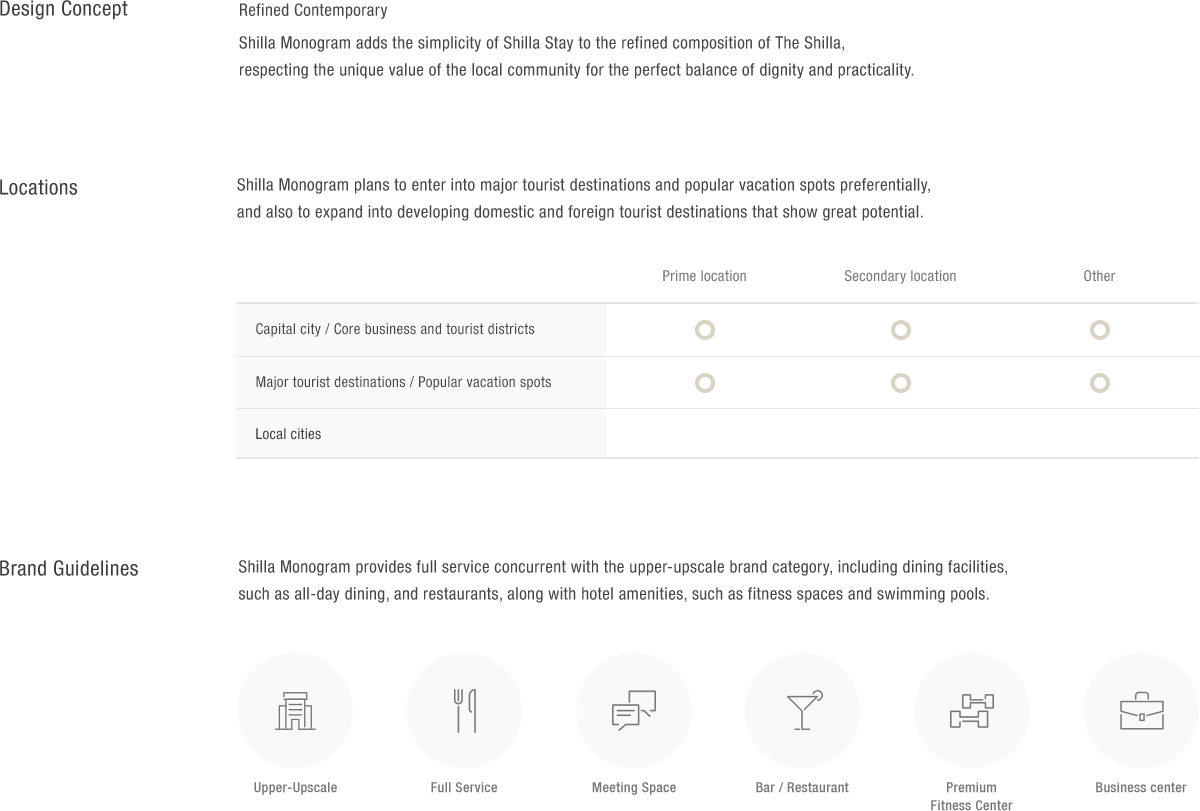 Design Concept
Refined Contemporary
Shilla Monogram adds the simplicity of Shilla Stay to the refined composition of The Shilla,
respecting the unique value of the local community for the perfect balance of dignity and practicality.
Locations
Shilla Monogram plans to enter into major tourist destinations and popular vacation spots preferentially,
and also to expand into developing domestic and foreign tourist destinations that show great potential.
Prime location Secondary location Other
Capital city / Core business and tourist districts
Major tourist destinations / Popular vacation spots
Local cities
Brand Guidelines
Shilla Monogram provides full service concurrent with the upper-upscale brand category, including dining facilities,
such as all-day dining, and restaurants, along with hotel amenities, such as fitness spaces and swimming pools.
Upper-Upscale
Full Service
Meeting Space
Bar / Restaurant
Premium
Fitness Center
Business center